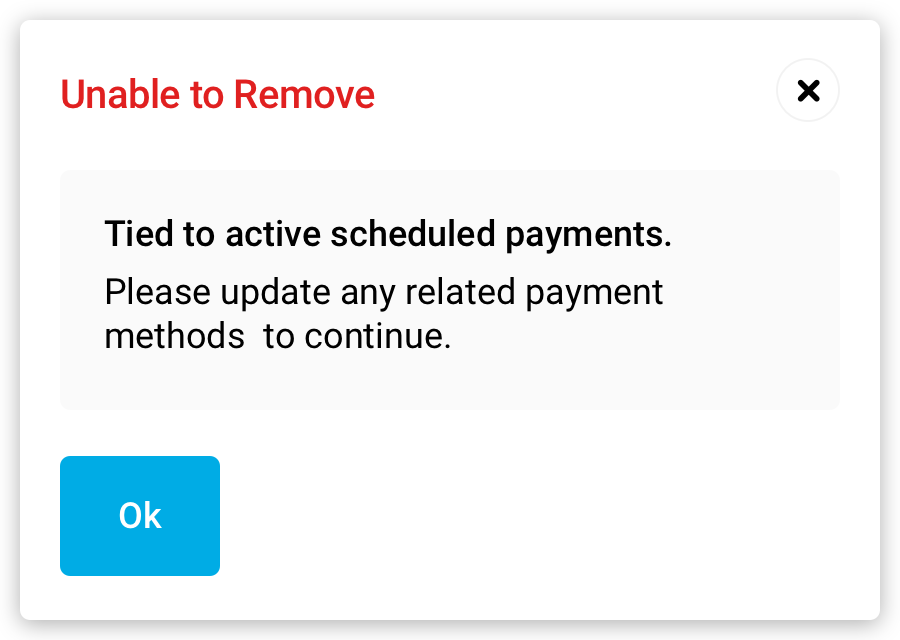 Unable to Remove
Tied to active scheduled payments.
Please update any related payment
methods  to continue.
Ok